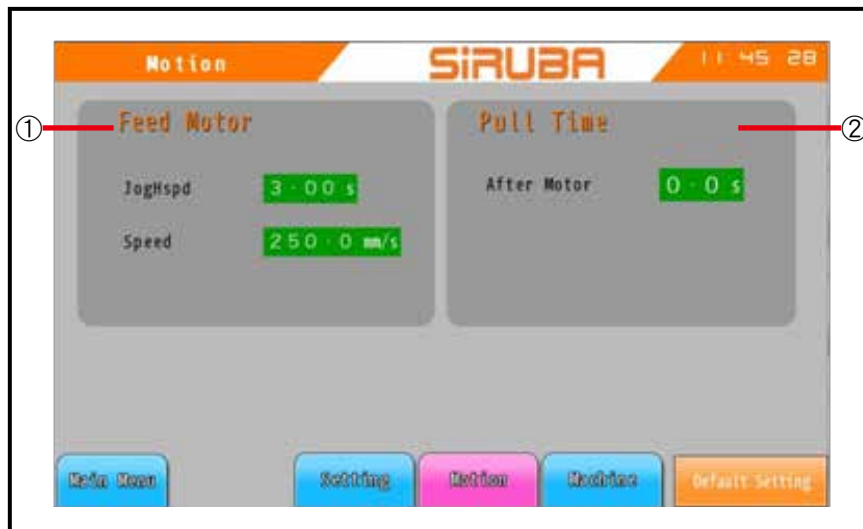 Motion SiRUBA 11 45 28
① Feed Motor
JogHspd 3.00 s
Speed 250.0 mm/s
Pull Time ②
After Motor 0.0 s
Main Menu Setting Motion Machine Default Setting